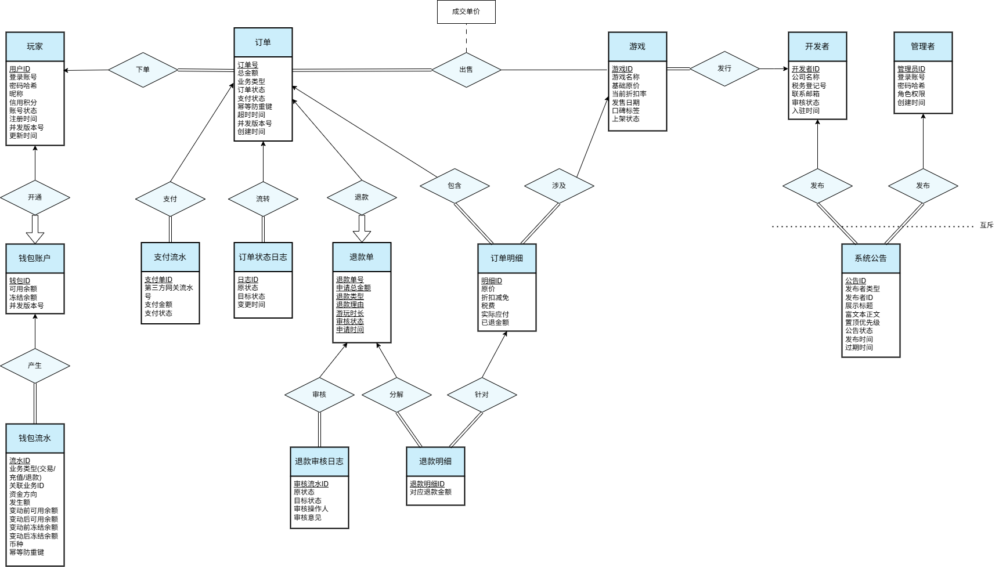 成交单价
玩家
用户ID
登录账号
密码哈希
昵称
信用积分
账号状态
注册时间
并发版本号
更新时间
下单
订单
订单号
总金额
业务类型
订单状态
支付状态
幂等防重键
超时时间
并发版本号
创建时间
出售
游戏
游戏ID
游戏名称
基础原价
当前折扣率
发售日期
口碑标签
上架状态
发行
开发者
开发者ID
公司名称
税务登记号
联系邮箱
审核状态
入驻时间
管理者
管理员ID
登录账号
密码哈希
角色权限
创建时间
开通
支付
流转
退款
包含
涉及
发布
发布
互斥
钱包账户
钱包ID
可用余额
冻结余额
并发版本号
支付流水
支付单ID
第三方网关流水
号
支付金额
支付状态
订单状态日志
日志ID
原状态
目标状态
变更时间
退款单
退款单号
申请总金额
退款类型
退款理由
游玩时长
审核状态
申请时间
订单明细
明细ID
原价
折扣减免
税费
实际应付
已退金额
系统公告
公告ID
发布者类型
发布者ID
展示标题
富文本正文
置顶优先级
公告状态
发布时间
过期时间
产生
审核
分解
针对
钱包流水
流水ID
业务类型(交易/
充值/退款)
关联业务ID
资金方向
发生额
变动前可用余额
变动后可用余额
变动前冻结余额
变动后冻结余额
币种
幂等防重键
退款审核日志
审核流水ID
原状态
目标状态
审核操作人
审核意见
退款明细
退款明细ID
对应退款金额